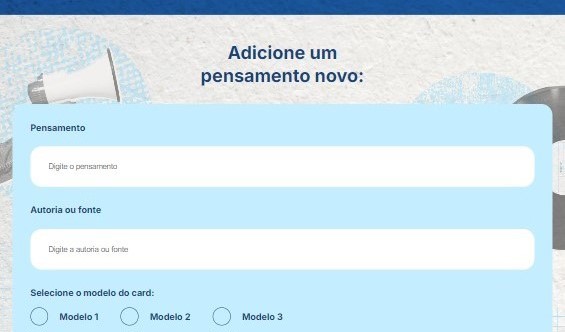 Adicione um
pensamento novo:
Pensamento
Digite o pensamento
Autoria ou fonte
Digite a autoria ou fonte
Selecione o modelo do card:
Modelo 1 Modelo 2 Modelo 3